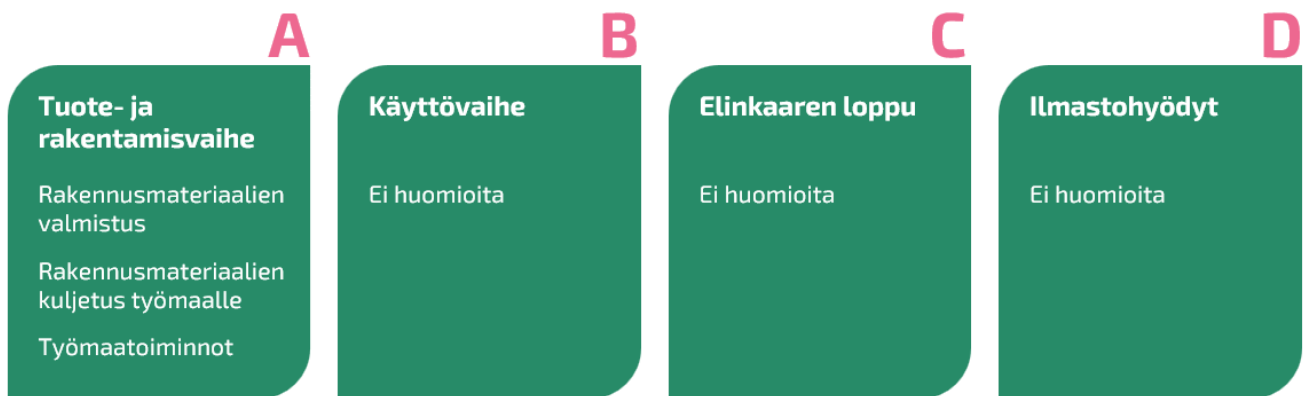 A
Tuote- ja
rakentamisvaihe
Rakennusmateriaalien
valmistus
Rakennusmateriaalien
kuljetus työmaalle
Työmaatoiminnot
B
Käyttövaihe
Ei huomioita
C
Elinkaaren loppu
Ei huomioita
D
Ilmastohyödyt
Ei huomioita